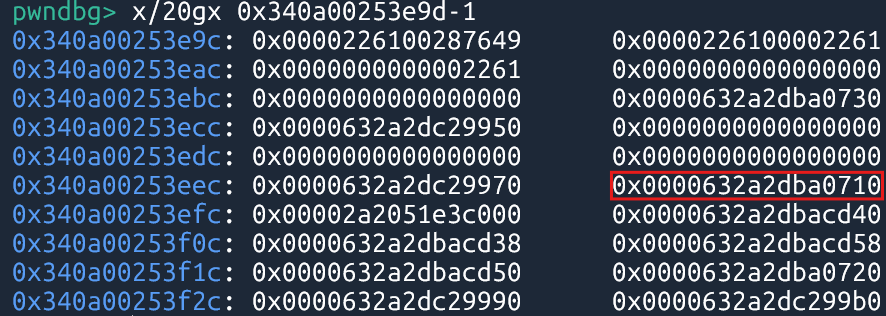 pwndbg> x/20gx 0x340a00253e9d-1
0x340a00253e9c: 0x0000226100287649 0x0000226100002261
0x340a00253eac: 0x0000000000002261 0x0000000000000000
0x340a00253ebc: 0x0000000000000000 0x0000632a2dba0730
0x340a00253ecc: 0x0000632a2dc29950 0x0000000000000000
0x340a00253edc: 0x0000000000000000 0x0000000000000000
0x340a00253eec: 0x0000632a2dc29970 0x0000632a2dba0710
0x340a00253efc: 0x00002a2051e3c000 0x0000632a2dbacd40
0x340a00253f0c: 0x0000632a2dbacd38 0x0000632a2dbacd58
0x340a00253f1c: 0x0000632a2dbacd50 0x0000632a2dba0720
0x340a00253f2c: 0x0000632a2dc29990 0x0000632a2dc299b0